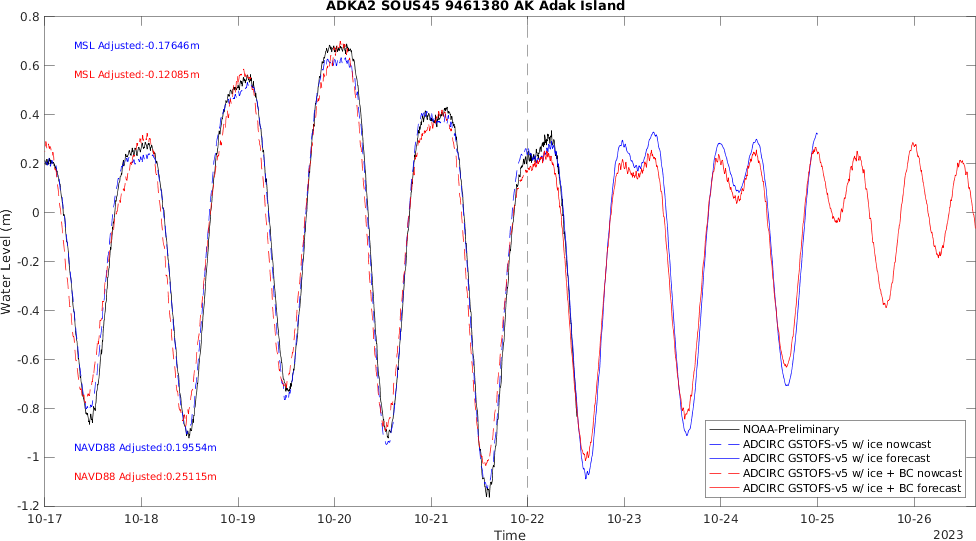 ADKA2 SOUS45 9461380 AK Adak Island
0.8
0.6
0.4
0.2
0
-0.2
-0.4
-0.6
-0.8
-1
-1.2
Water Level (m)
MSL Adjusted:-0.17646m
MSL Adjusted:-0.12085m
NAVD88 Adjusted:0.19554m
NAVD88 Adjusted:0.25115m
NOAA-Preliminary
ADCIRC GSTOFS-v5 w/ ice nowcast
ADCIRC GSTOFS-v5 w/ ice forecast
ADCIRC GSTOFS-v5 w/ ice + BC nowcast
ADCIRC GSTOFS-v5 w/ ice + BC forecast
10-17 10-18 10-19 10-20 10-21 10-22 10-23 10-24 10-25 10-26
Time
2023